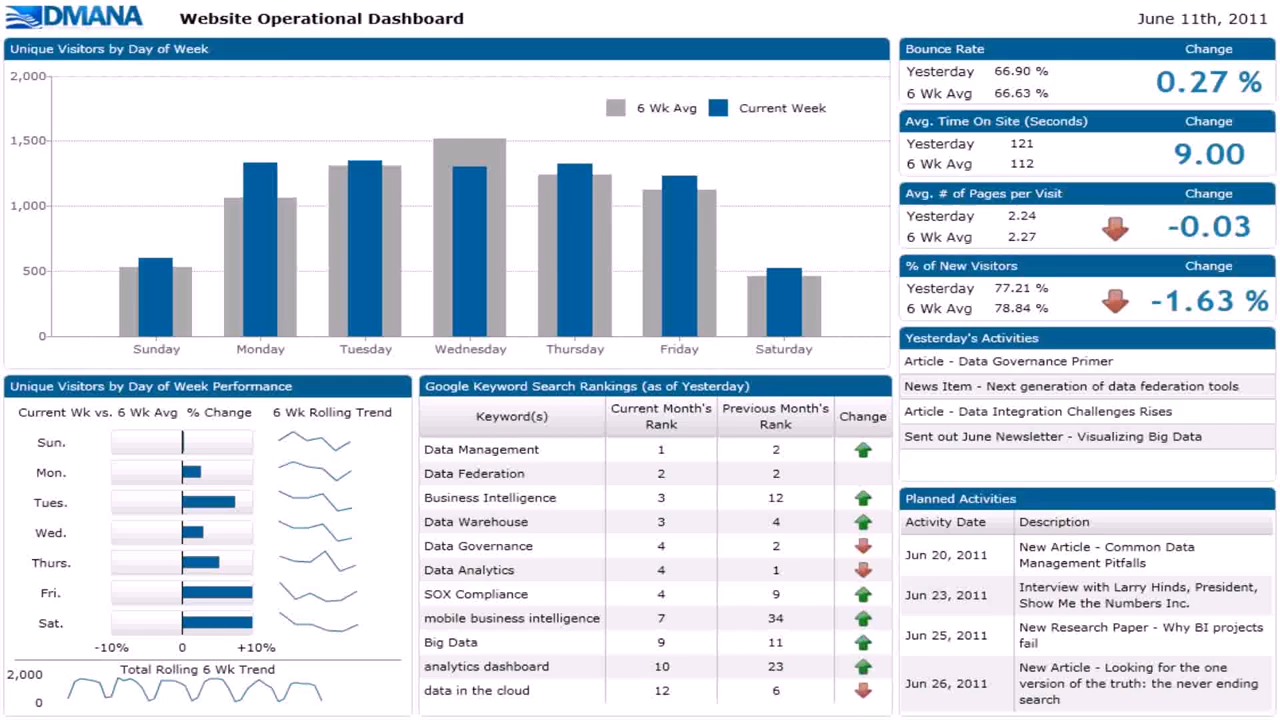 DMANA
Website Operational Dashboard
June 11th, 2011
Unique Visitors by Day of Week
2,000
1,500
1,000
500
0
6 Wk Avg
Current Week
Sunday Monday Tuesday Wednesday Thursday Friday Saturday
Bounce Rate Change
Yesterday 66.90 %
6 Wk Avg 66.63 %
0.27 %
Avg. Time On Site (Seconds) Change
Yesterday 121
6 Wk Avg 112
9.00
Avg. # of Pages per Visit Change
Yesterday 2.24
6 Wk Avg 2.27
-0.03
% of New Visitors Change
Yesterday 77.21 %
6 Wk Avg 78.84 %
-1.63 %
Yesterday's Activities
Article - Data Governance Primer
News Item - Next generation of data federation tools
Article - Data Integration Challenges Rises
Sent out June Newsletter - Visualizing Big Data
Unique Visitors by Day of Week Performance
Current Wk vs. 6 Wk Avg % Change 6 Wk Rolling Trend
Sun.
Mon.
Tues.
Wed.
Thurs.
Fri.
Sat.
-10% 0 +10%
Total Rolling 6 Wk Trend
2,000
0
Google Keyword Search Rankings (as of Yesterday)
Keyword(s) Current Month's Rank Previous Month's Rank Change
Data Management 1 2
Data Federation 2 2
Business Intelligence 3 12
Data Warehouse 3 4
Data Governance 4 2
Data Analytics 4 1
SOX Compliance 4 9
mobile business intelligence 7 34
Big Data 9 11
analytics dashboard 10 23
data in the cloud 12 6
Planned Activities
Activity Date Description
Jun 20, 2011 New Article - Common Data
Management Pitfalls
Jun 23, 2011 Interview with Larry Hinds, President,
Show Me the Numbers Inc.
Jun 25, 2011 New Research Paper - Why BI projects
fail
Jun 26, 2011 New Article - Looking for the one
version of the truth: the never ending
search